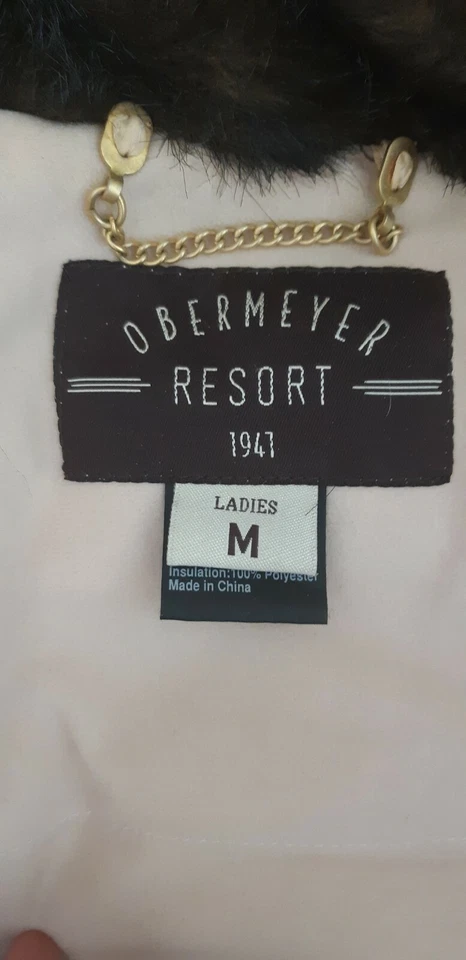 OBERMEYER
RESORT
1947
LADIES
M
Insulation:100% Polyester
Made in China